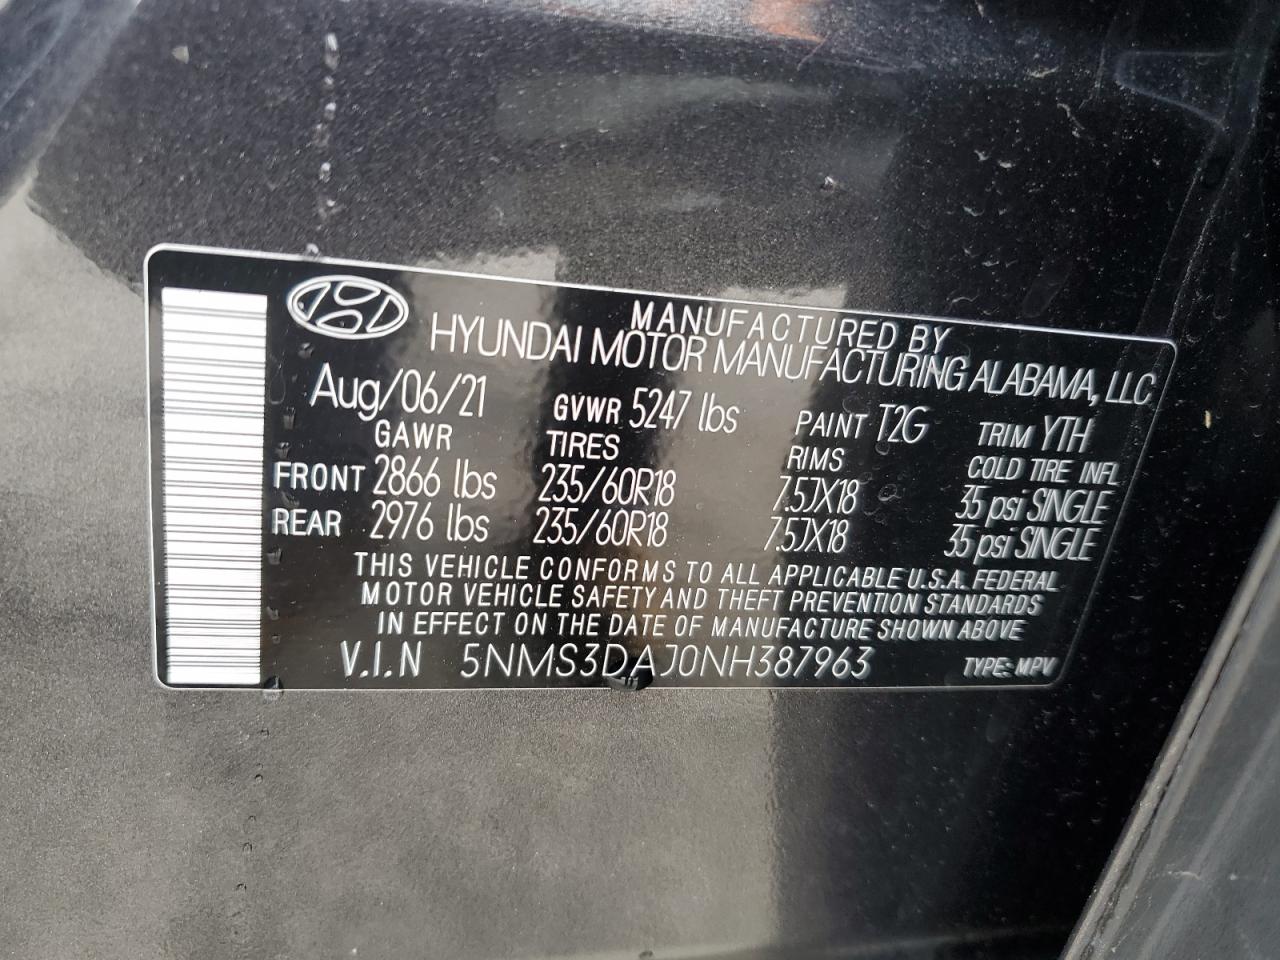 MANUFACTURED BY
HYUNDAI MOTOR MANUFACTURING ALABAMA, LLC
Aug/06/21 GVWR 5247 lbs PAINT T2G TRIM YTH
GAWR TIRES RIMS COLD TIRE INFL
FRONT 2866 lbs 235/60R18 7.5JX18 35 psi SINGLE
REAR 2976 lbs 235/60R18 7.5JX18 35 psi SINGLE
THIS VEHICLE CONFORMS TO ALL APPLICABLE U.S.A. FEDERAL
MOTOR VEHICLE SAFETY AND THEFT PREVENTION STANDARDS
IN EFFECT ON THE DATE OF MANUFACTURE SHOWN ABOVE
V.I.N 5NMS3DAJ0NH387963 TYPE: MPV